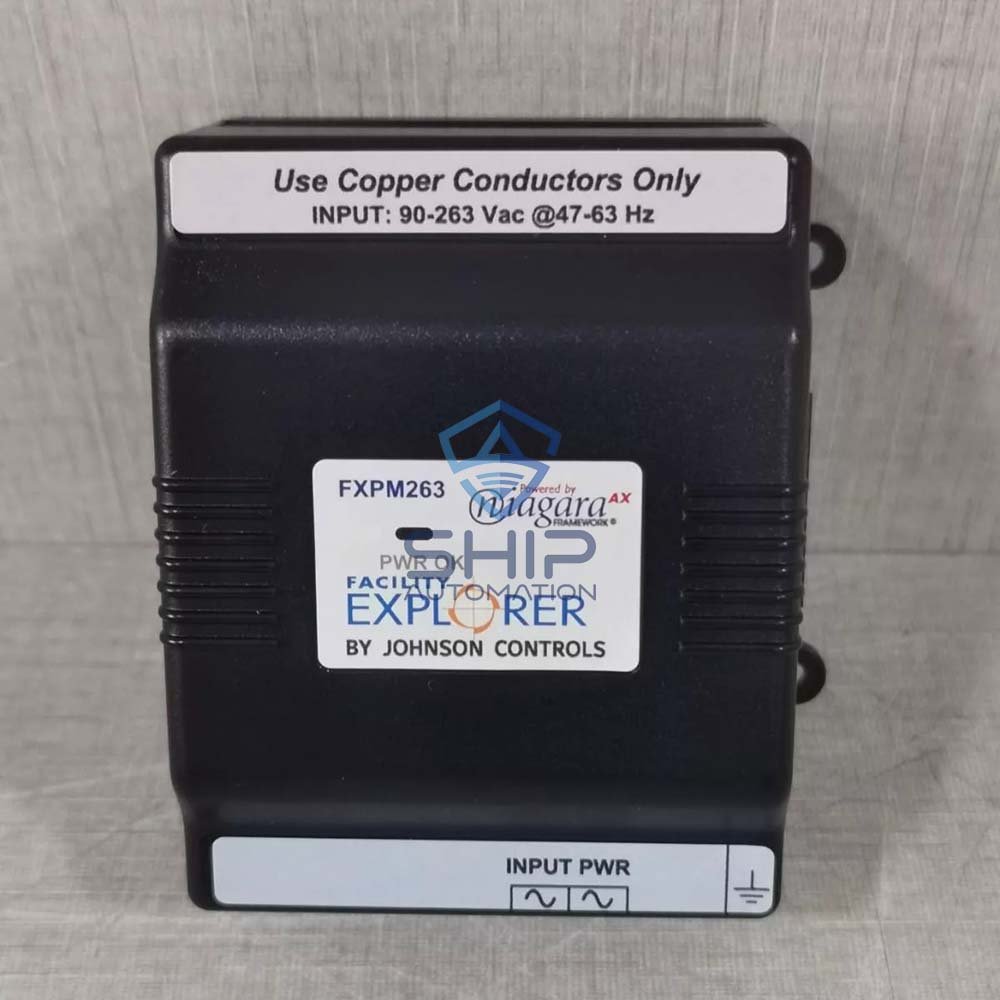 Use Copper Conductors Only
INPUT: 90-263 Vac @47-63 Hz
FXPM263
Powered by
niagara AX
FRAMEWORK ®
PWR OK
SHIP
AUTOMATION
FACILITY
EXPLORER
BY JOHNSON CONTROLS
INPUT PWR